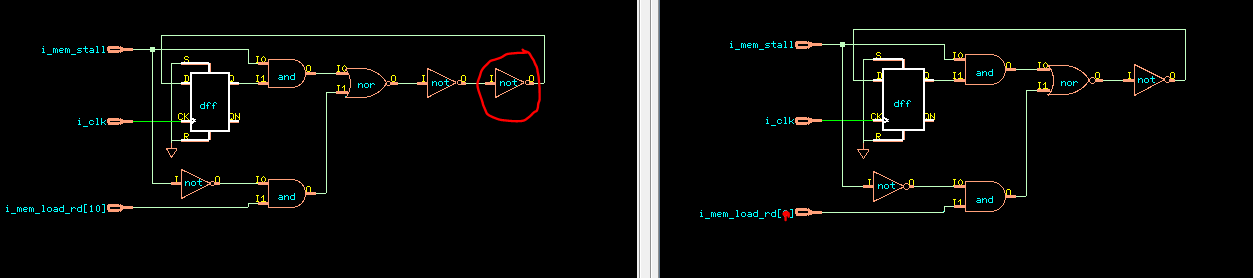 i_mem_stall
S
D
Q
dff
CK
QN
R
i_clk
I0
I1
O
and
I0
I1
O
nor
I
not
O
I
not
O
I
not
O
I0
I1
O
and
i_mem_load_rd[10]
i_mem_stall
S
D
Q
dff
CK
QN
R
i_clk
I0
I1
O
and
I0
I1
O
nor
I
not
O
I
not
O
I0
I1
O
and
i_mem_load_rd[